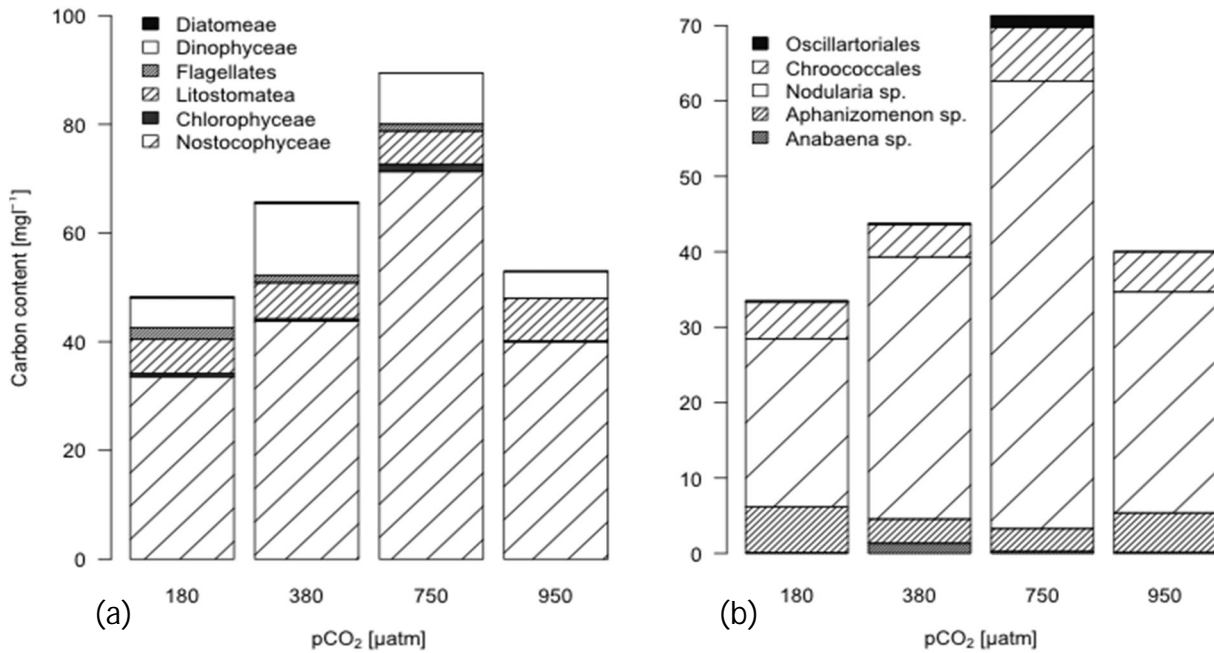 100
80
60
40
20
0
Carbon content [mgl⁻¹]
Diatomeae
Dinophyceae
Flagellates
Litostomatea
Chlorophyceae
Nostocophyceae
180 380 750 950
(a)
pCO₂ [µatm]
70
60
50
40
30
20
10
0
Oscillartoriales
Chroococcales
Nodularia sp.
Aphanizomenon sp.
Anabaena sp.
180 380 750 950
(b)
pCO₂ [µatm]